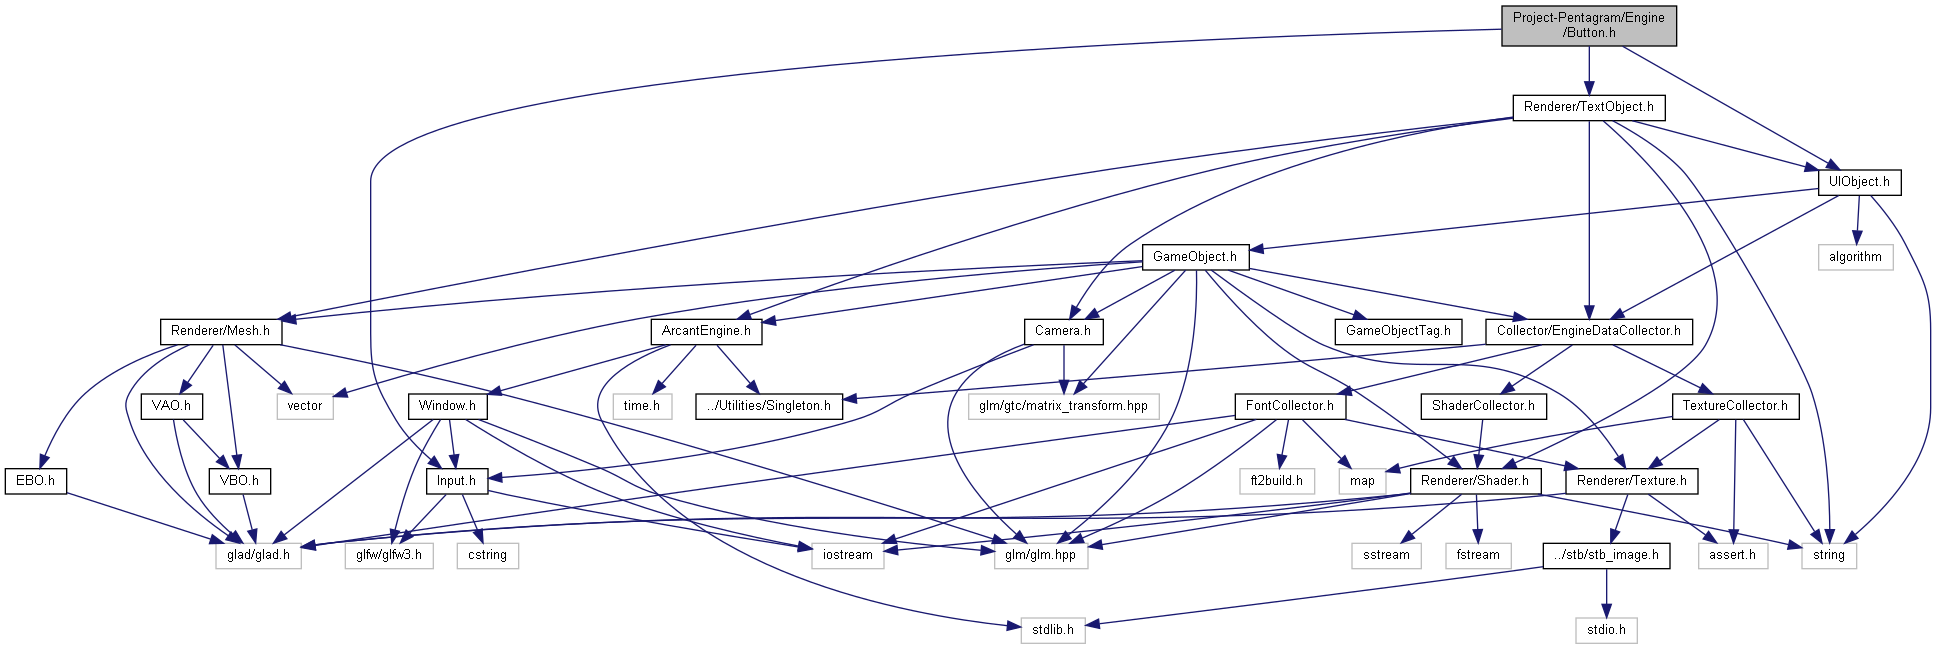 Project-Pentagram/Engine
/Button.h
Renderer/TextObject.h
UIObject.h
GameObject.h
algorithm
Renderer/Mesh.h
ArcantEngine.h
Camera.h
GameObjectTag.h
Collector/EngineDataCollector.h
VAO.h
vector
Window.h
time.h
../Utilities/Singleton.h
glm/gtc/matrix_transform.hpp
FontCollector.h
ShaderCollector.h
TextureCollector.h
EBO.h
VBO.h
Input.h
ft2build.h
map
Renderer/Shader.h
Renderer/Texture.h
glad/glad.h
glfw/glfw3.h
cstring
iostream
glm/glm.hpp
sstream
fstream
../stb/stb_image.h
assert.h
string
stdlib.h
stdio.h